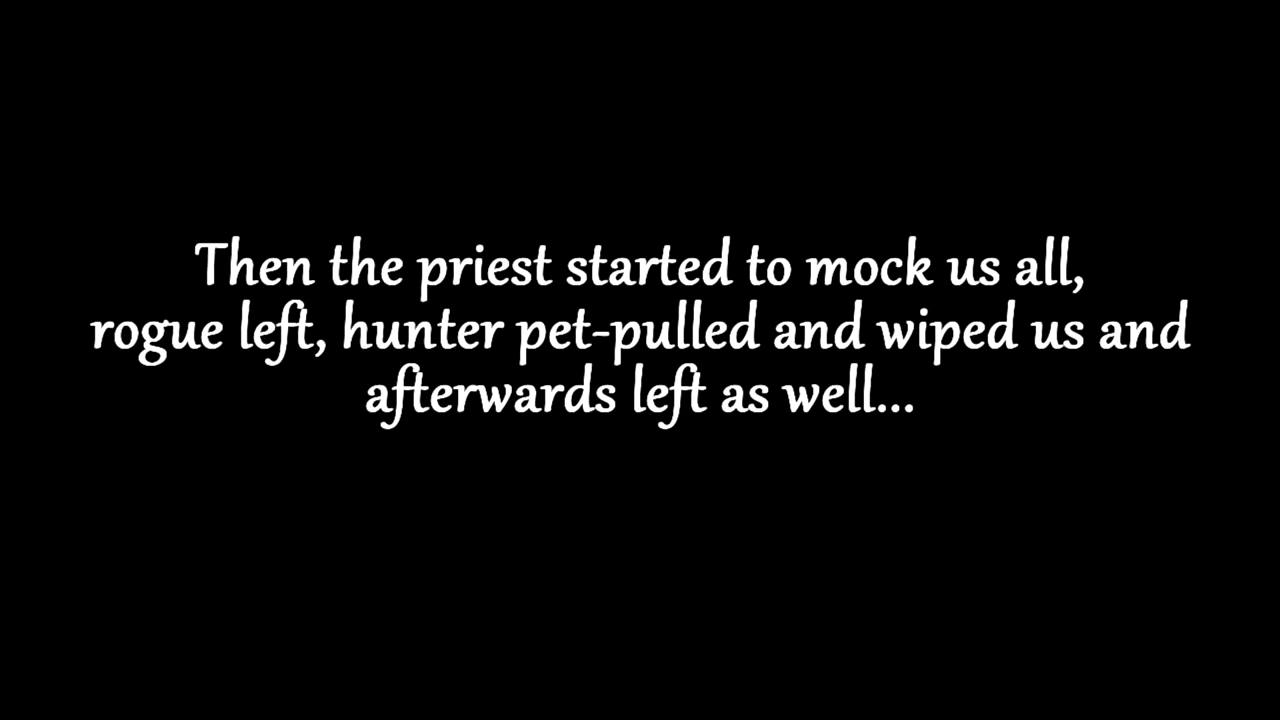 Then the priest started to mock us all,
rogue left, hunter pet-pulled and wiped us and
afterwards left as well...